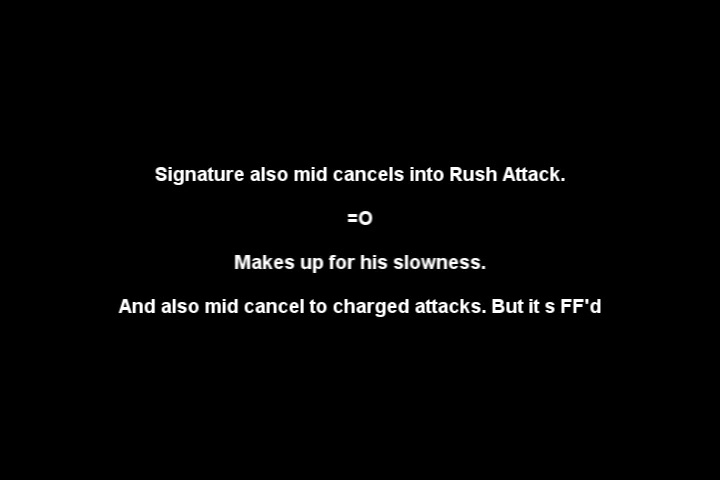 Signature also mid cancels into Rush Attack.
=O
Makes up for his slowness.
And also mid cancel to charged attacks. But it s FF'd